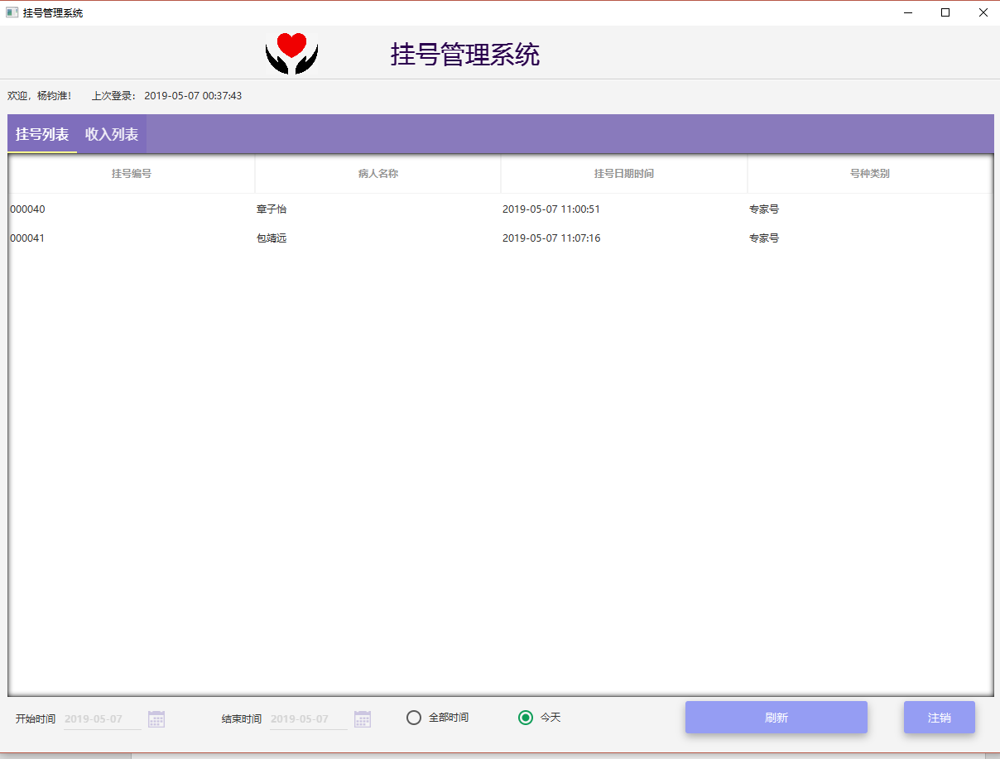 挂号管理系统
挂号管理系统
欢迎，杨钧淮！ 上次登录： 2019-05-07 00:37:43
挂号列表 收入列表
挂号编号 病人名称 挂号日期时间 号种类别
000040 章子怡 2019-05-07 11:00:51 专家号
000041 包靖远 2019-05-07 11:07:16 专家号
开始时间 2019-05-07 结束时间 2019-05-07 全部时间 今天 刷新 注销